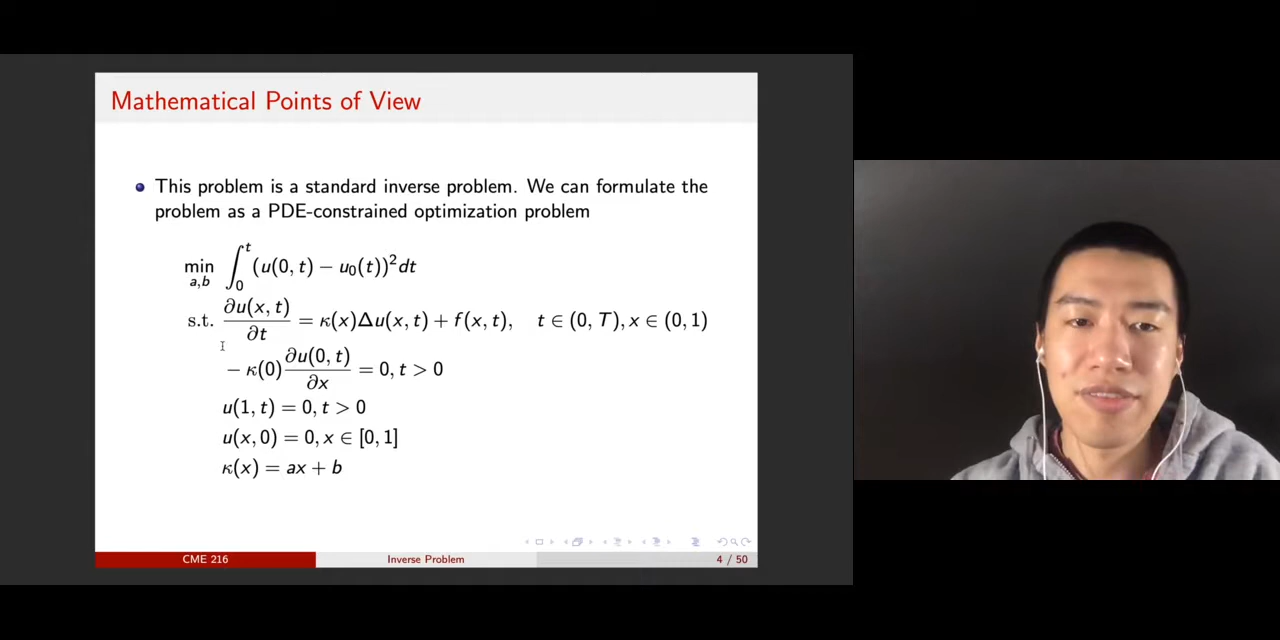 Mathematical Points of View
This problem is a standard inverse problem. We can formulate the
problem as a PDE-constrained optimization problem
min_{a,b} ∫_0^t (u(0, t) − u_0(t))^2 dt
s.t. ∂u(x, t)/∂t = κ(x)Δu(x, t) + f(x, t), t ∈ (0, T), x ∈ (0, 1)
− κ(0) ∂u(0, t)/∂x = 0, t > 0
u(1, t) = 0, t > 0
u(x, 0) = 0, x ∈ [0, 1]
κ(x) = ax + b
CME 216 Inverse Problem 4 / 50